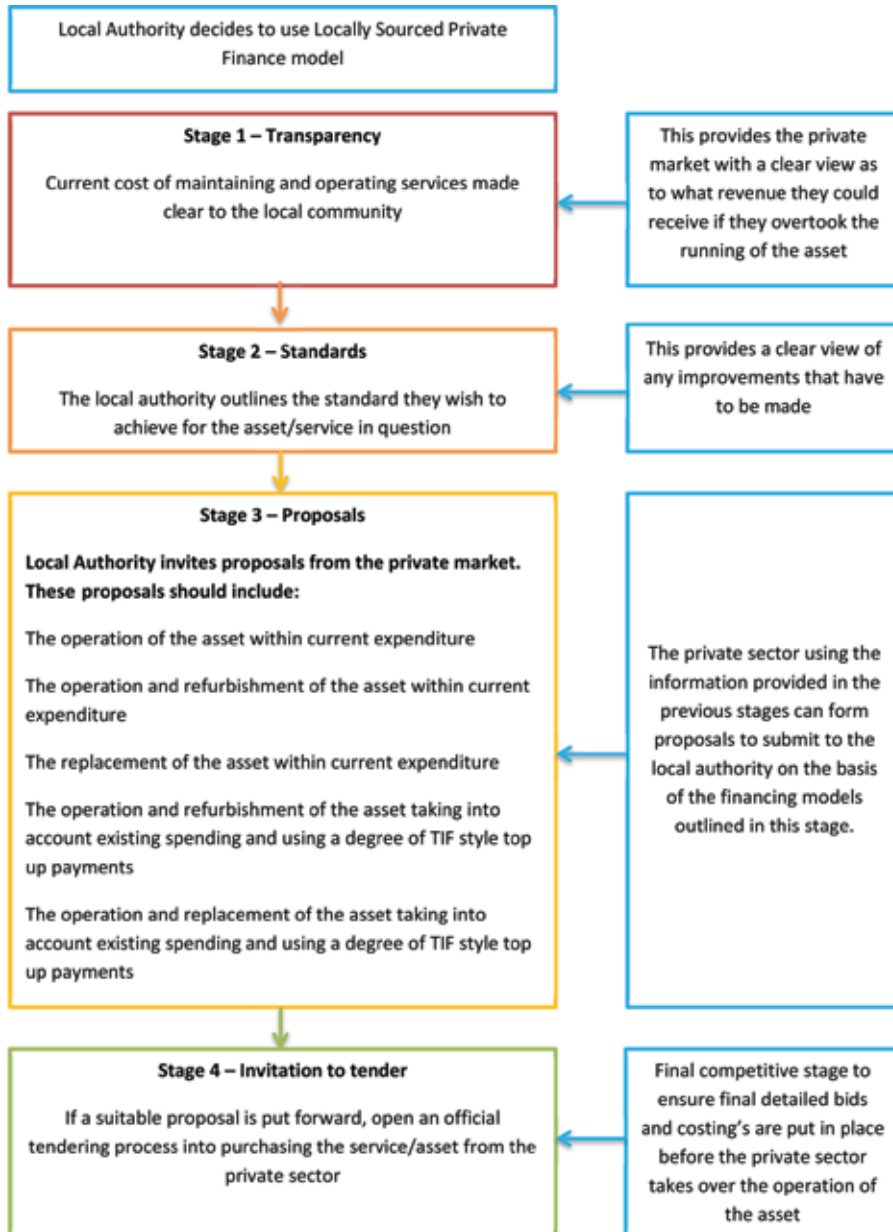 Local Authority decides to use Locally Sourced Private
Finance model
Stage 1 – Transparency
Current cost of maintaining and operating services made
clear to the local community
This provides the private
market with a clear view as
to what revenue they could
receive if they overtook the
running of the asset
Stage 2 – Standards
The local authority outlines the standard they wish to
achieve for the asset/service in question
This provides a clear view of
any improvements that have
to be made
Stage 3 – Proposals
Local Authority invites proposals from the private market.
These proposals should include:
The operation of the asset within current expenditure
The operation and refurbishment of the asset within current
expenditure
The replacement of the asset within current expenditure
The operation and refurbishment of the asset taking into
account existing spending and using a degree of TIF style top
up payments
The operation and replacement of the asset taking into
account existing spending and using a degree of TIF style top
up payments
The private sector using the
information provided in the
previous stages can form
proposals to submit to the
local authority on the basis
of the financing models
outlined in this stage.
Stage 4 – Invitation to tender
If a suitable proposal is put forward, open an official
tendering process into purchasing the service/asset from the
private sector
Final competitive stage to
ensure final detailed bids
and costing's are put in place
before the private sector
takes over the operation of
the asset